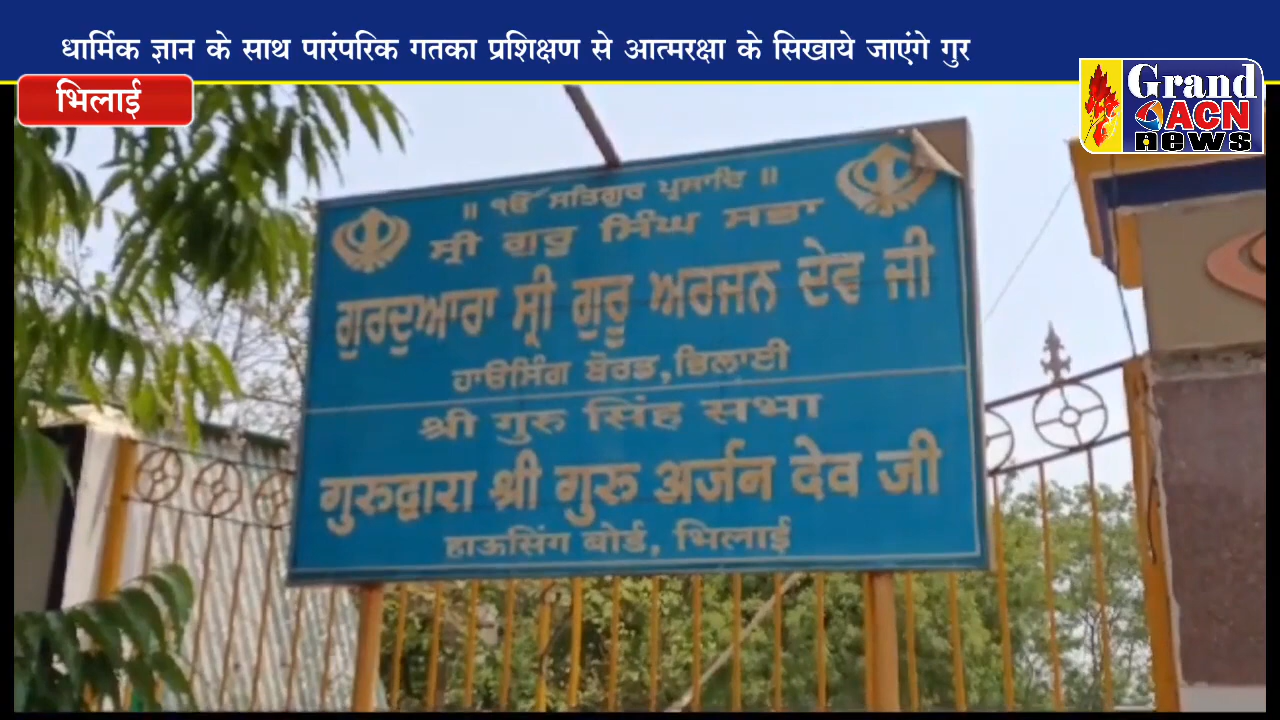 धार्मिक ज्ञान के साथ पारंपरिक गतका प्रशिक्षण से आत्मरक्षा के सिखाये जाएंगे गुर
भिलाई
Grand
ACN
news
॥ ੴ ਸਤਿਗੁਰ ਪ੍ਰਸਾਦਿ ॥
ਸ੍ਰੀ ਗੁਰੂ ਸਿੰਘ ਸਭਾ
ਗੁਰਦੁਆਰਾ ਸ੍ਰੀ ਗੁਰੂ ਅਰਜਨ ਦੇਵ ਜੀ
ਹਾਊਸਿੰਗ ਬੋਰਡ, ਭਿਲਾਈ
श्री गुरु सिंह सभा
गुरुद्वारा श्री गुरु अर्जन देव जी
हाऊसिंग बोर्ड, भिलाई